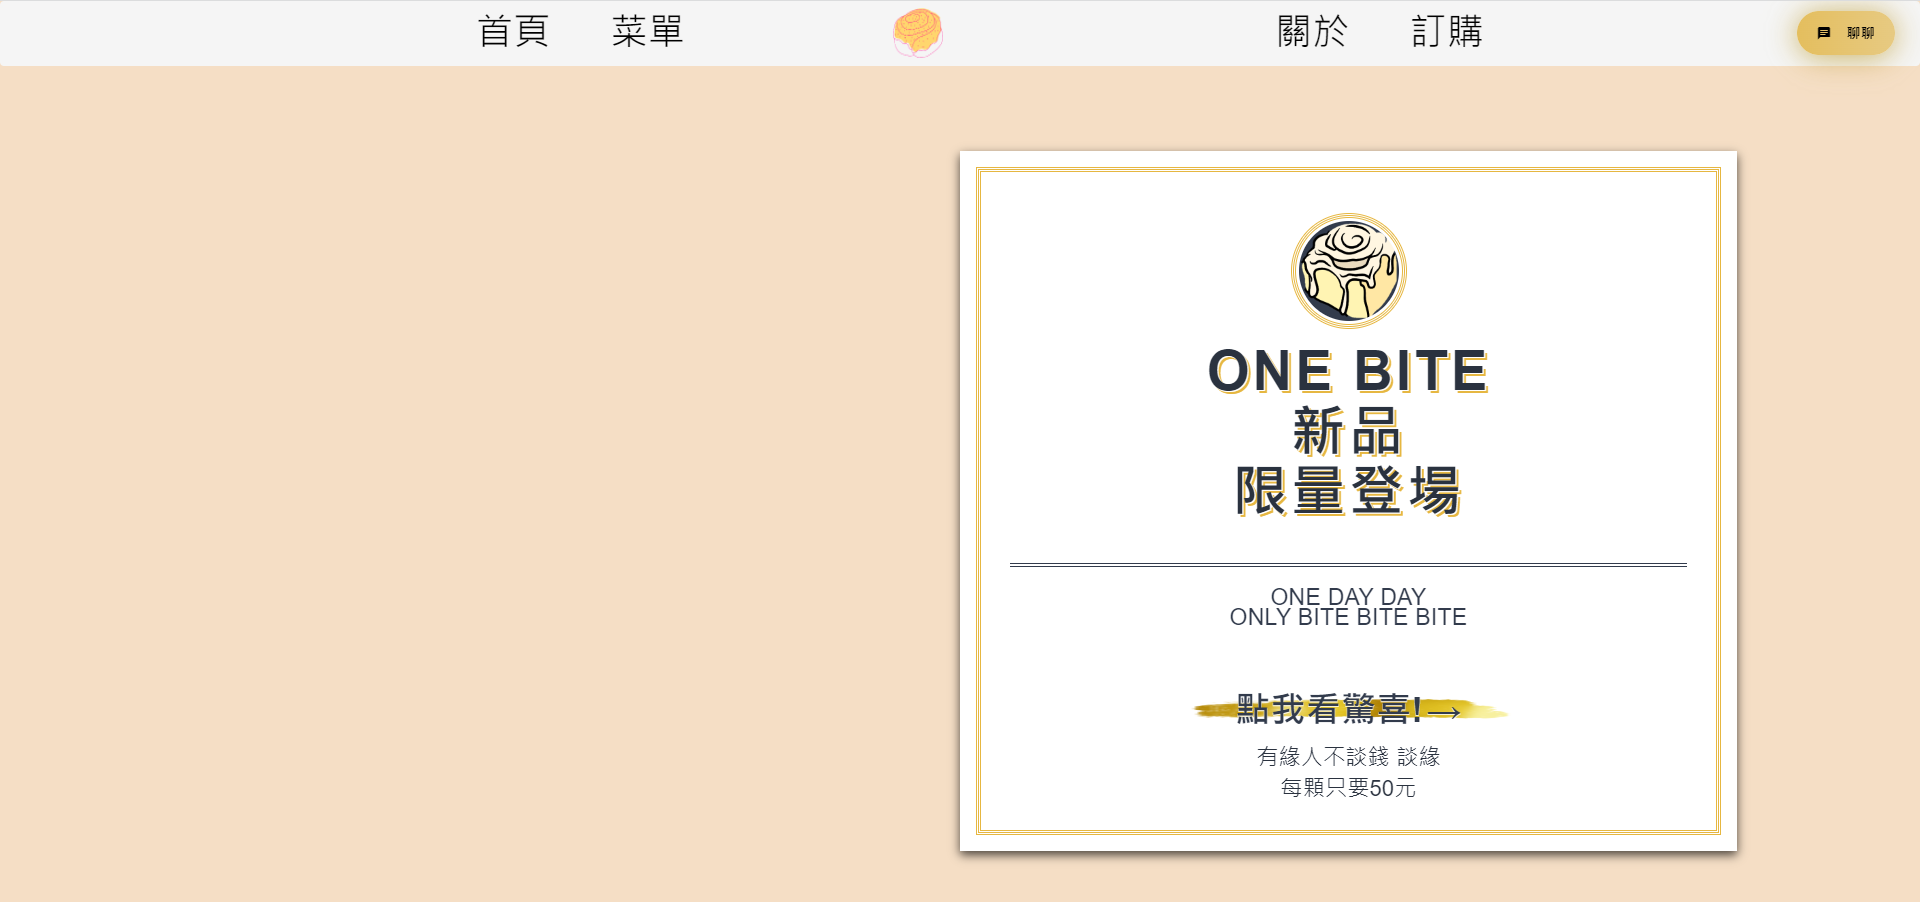 首頁
菜單
關於
訂購
聊聊
ONE BITE
新品
限量登場
ONE DAY DAY
ONLY BITE BITE BITE
點我看驚喜!→
有緣人不談錢 談緣
每顆只要50元